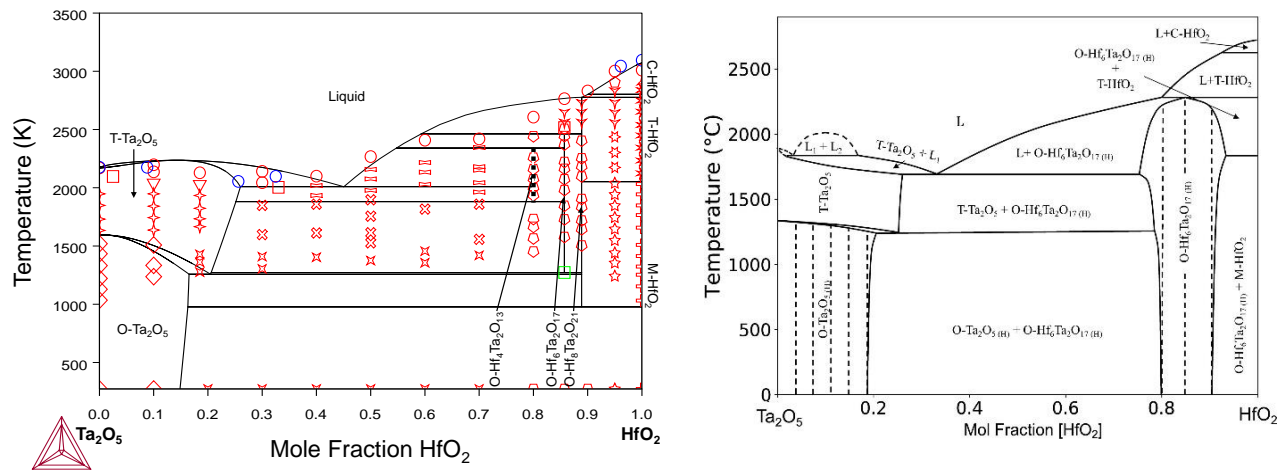 3500
3000
2500
2000
1500
1000
500
Temperature (K)
Liquid
T-Ta₂O₅
O-Ta₂O₅
C-HfO₂
T-HfO₂
M-HfO₂
O-Hf₄Ta₂O₁₃
O-Hf₆Ta₂O₁₇
O-Hf₈Ta₂O₂₁
0.0 0.1 0.2 0.3 0.4 0.5 0.6 0.7 0.8 0.9 1.0
Ta₂O₅
HfO₂
Mole Fraction HfO₂
2500
2000
1500
1000
500
0
Temperature (°C)
L+C-HfO₂
O-Hf₆Ta₂O₁₇ (H)
+
T-HfO₂
L+T-HfO₂
L
L₁ + L₂
T-Ta₂O₅ + L₁
L+ O-Hf₆Ta₂O₁₇ (H)
T-Ta₂O₅
T-Ta₂O₅ + O-Hf₆Ta₂O₁₇ (H)
O-Hf₆Ta₂O₁₇ (H)
O-Ta₂O₅ (H)
O-Ta₂O₅ (H) + O-Hf₆Ta₂O₁₇ (H)
O-Hf₆Ta₂O₁₇ (H) + M-HfO₂
Ta₂O₅ 0.2 0.4 0.6 0.8 HfO₂
Mol Fraction [HfO₂]